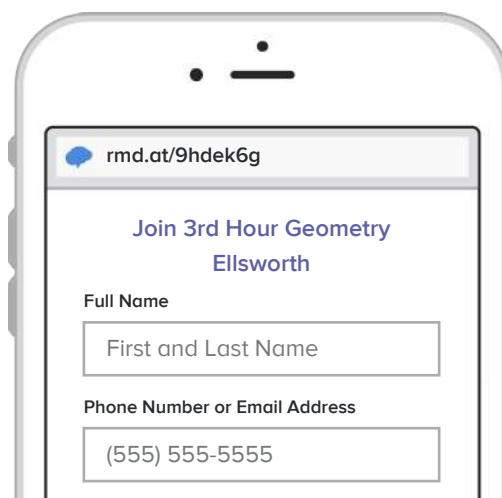 rmd.at/9hdek6g
Join 3rd Hour Geometry
Ellsworth
Full Name
First and Last Name
Phone Number or Email Address
(555) 555-5555